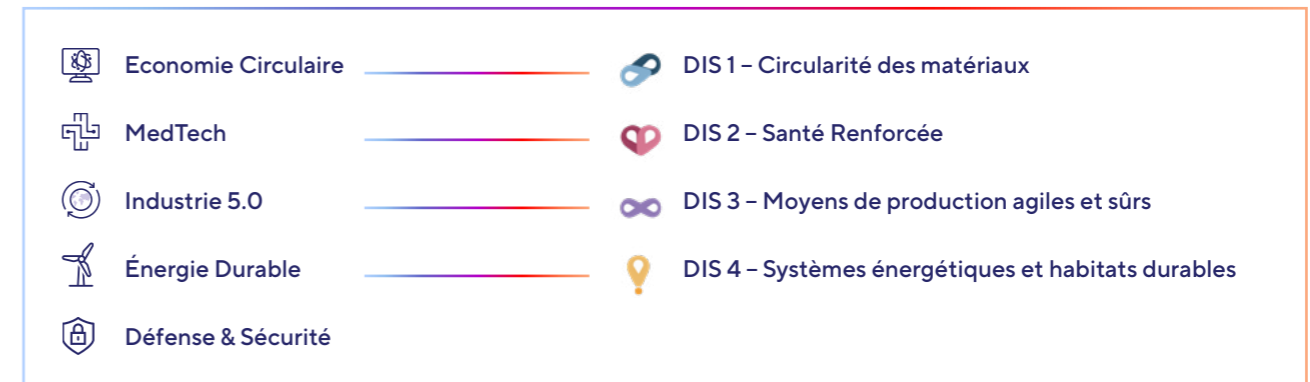 Economie Circulaire DIS 1 – Circularité des matériaux
MedTech DIS 2 – Santé Renforcée
Industrie 5.0 DIS 3 – Moyens de production agiles et sûrs
Énergie Durable DIS 4 – Systèmes énergétiques et habitats durables
Défense & Sécurité